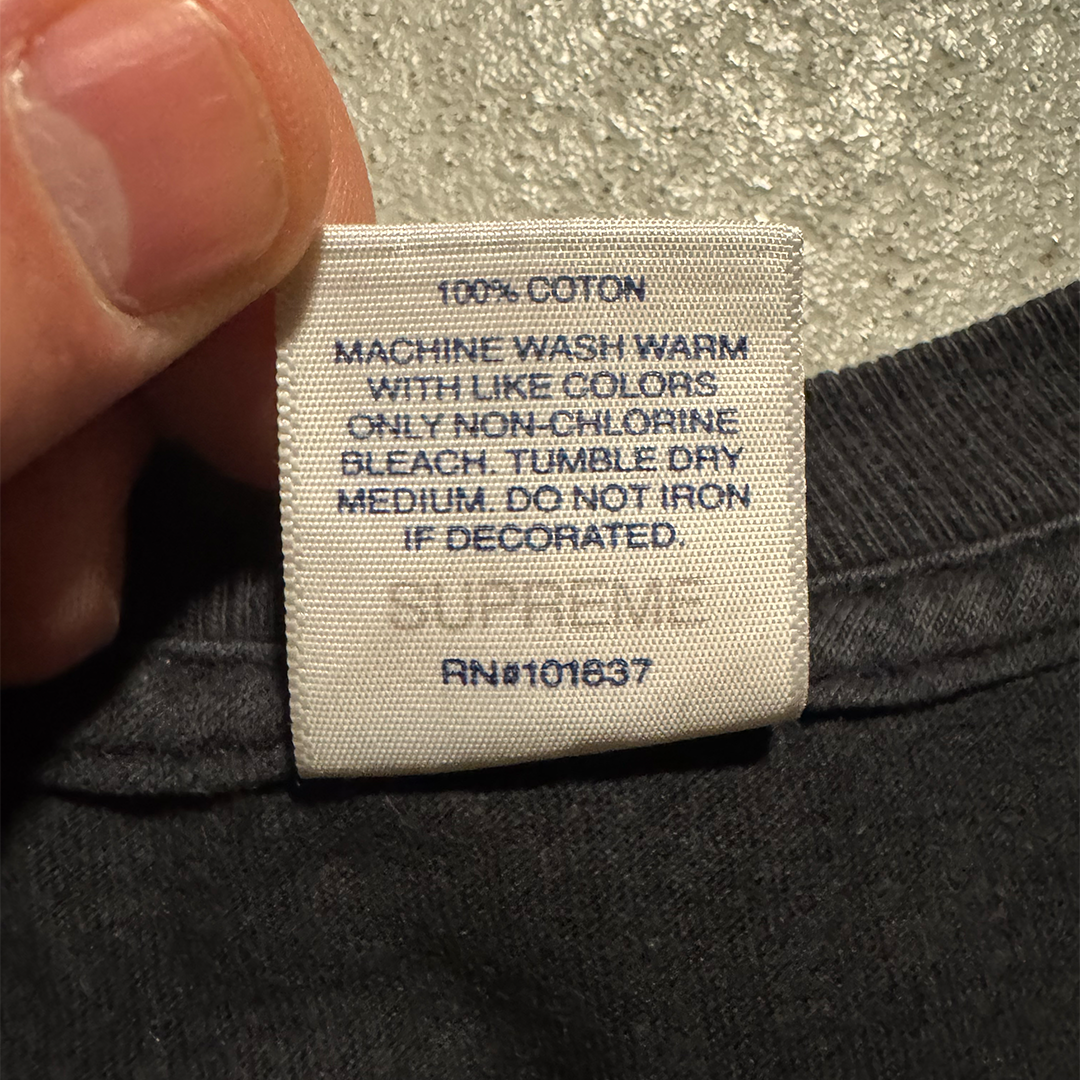 100% COTON
MACHINE WASH WARM
WITH LIKE COLORS
ONLY NON-CHLORINE
BLEACH. TUMBLE DRY
MEDIUM. DO NOT IRON
IF DECORATED.
SUPREME
RN#101837